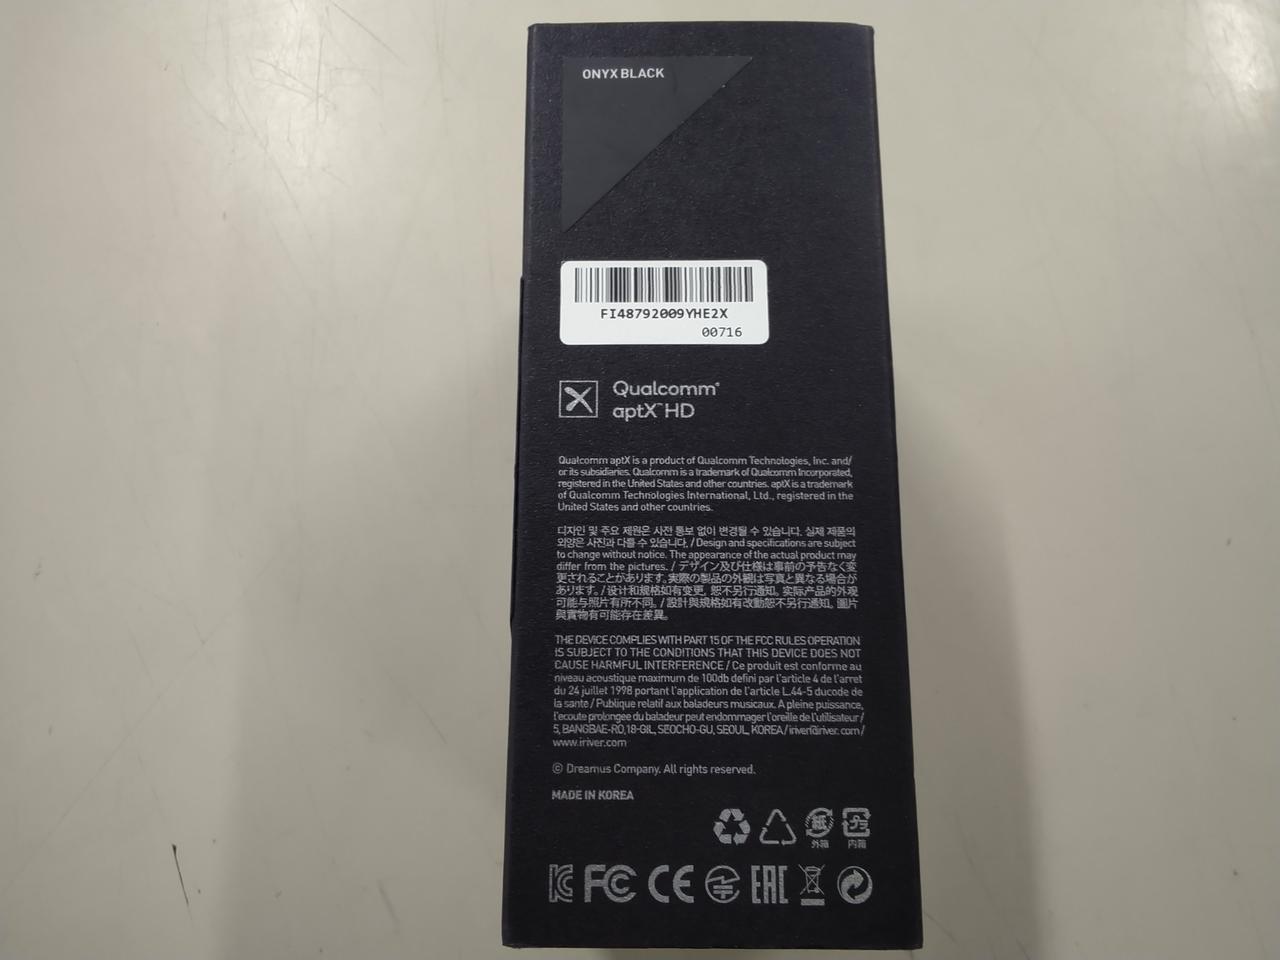 ONYX BLACK
FI48792009YHE2X
00716
Qualcomm®
aptX™ HD
Qualcomm aptX is a product of Qualcomm Technologies, Inc. and/
or its subsidiaries. Qualcomm is a trademark of Qualcomm Incorporated,
registered in the United States and other countries. aptX is a trademark
of Qualcomm Technologies International, Ltd., registered in the
United States and other countries.
디자인 및 주요 제원은 사전 통보 없이 변경될 수 있습니다. 실제 제품의
외양은 사진과 다를 수 있습니다. / Design and specifications are subject
to change without notice. The appearance of the actual product may
differ from the pictures. / デザイン及び仕様は事前の予告なく変
更されることがあります。実際の製品の外観は写真と異なる場合が
あります。/ 设计和规格如有变更, 恕不另行通知。实际产品的外观
可能与照片有所不同。/ 設計與規格如有改動恕不另行通知。圖片
與實物有可能存在差異。
THE DEVICE COMPLIES WITH PART 15 OF THE FCC RULES OPERATION
IS SUBJECT TO THE CONDITIONS THAT THIS DEVICE DOES NOT
CAUSE HARMFUL INTERFERENCE / Ce produit est conforme au
niveau acoustique maximum de 100db defini par l'article 4 de l'arret
du 24 juillet 1998 portant l'application de l'article L.44-5 ducode de
la sante / Publique relatif aux baladeurs musicaux. A pleine puissance,
l'ecoute prolongee du baladeur peut endommager l'oreille de l'utilisateur /
5, BANGBAE-RO,18-GIL, SEOCHO-GU, SEOUL, KOREA / iriver@iriver.com /
www.iriver.com
© Dreamus Company. All rights reserved.
MADE IN KOREA
紙 プラ
外箱 内箱
KC FC CE EAC